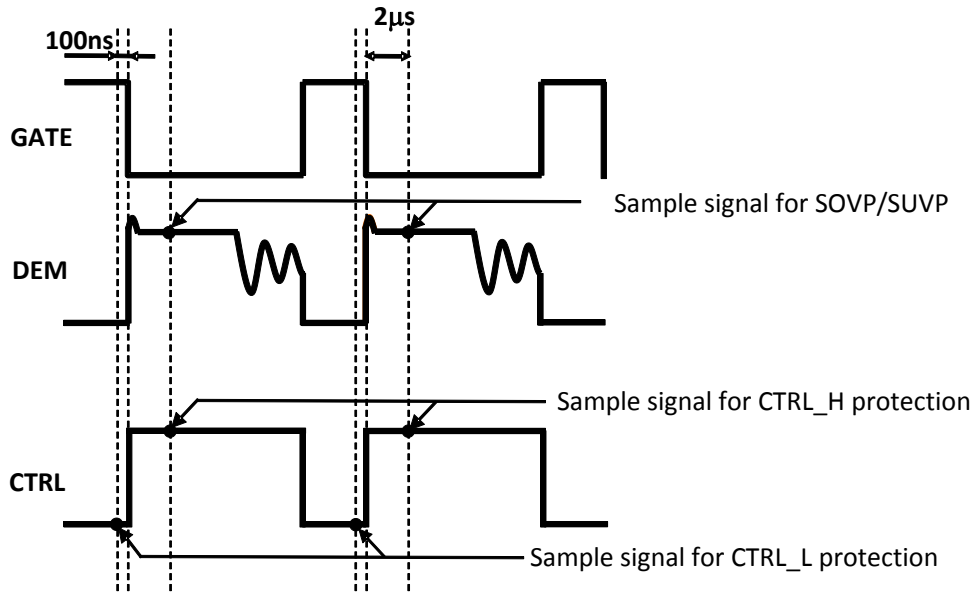 2μs
100ns
GATE
Sample signal for SOVP/SUVP
DEM
Sample signal for CTRL_H protection
CTRL
Sample signal for CTRL_L protection